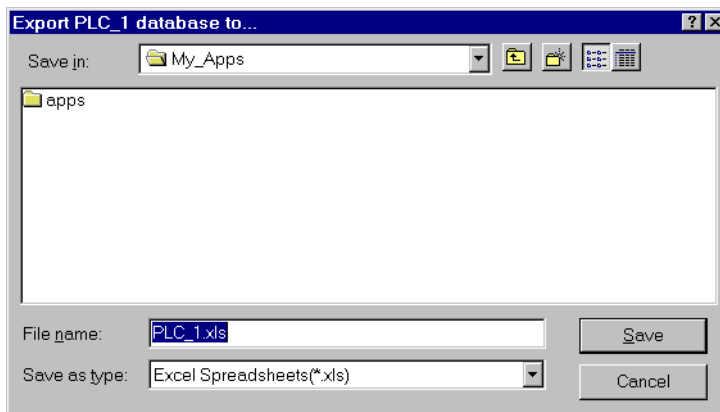 Export PLC_1 database to...
Save in: My_Apps
apps
File name: PLC_1.xls Save
Save as type: Excel Spreadsheets(*.xls) Cancel